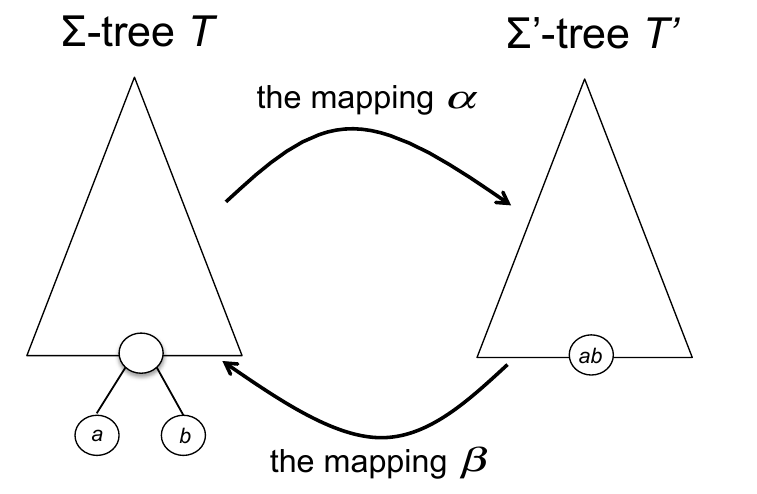 Σ-tree T
Σ’-tree T’
the mapping α
ab
a
b
the mapping β